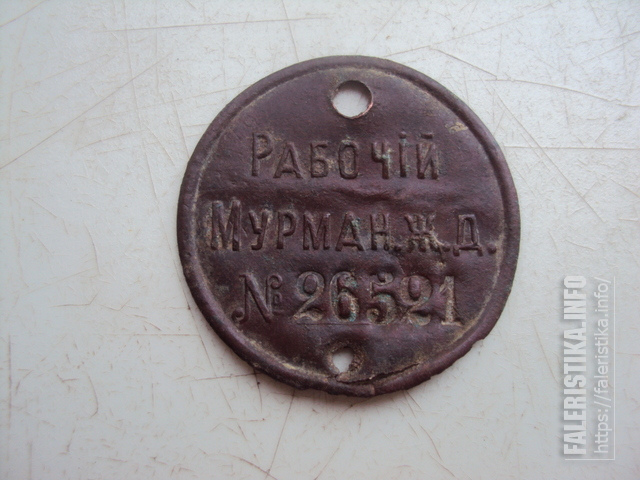 Рабочій
Мурман. Ж. Д.
№ 26521
FALERISTIKA.INFO
https://faleristika.info/